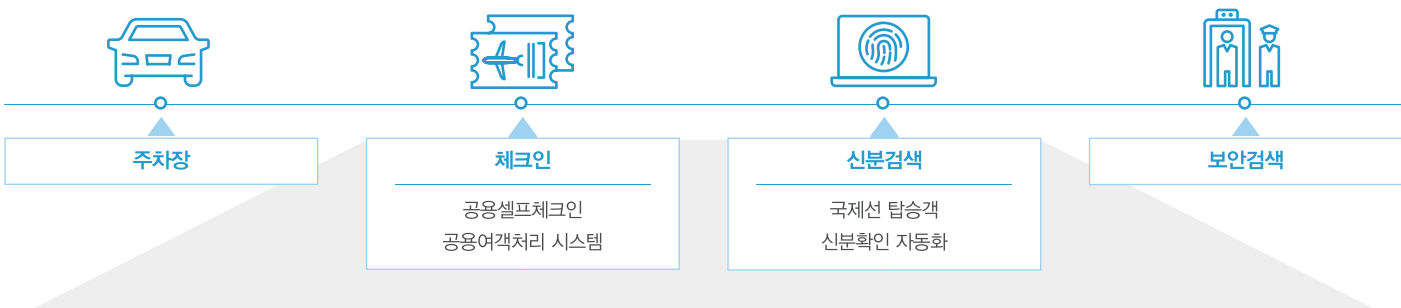 주차장
체크인
공용셀프체크인
공용여객처리 시스템
신분검색
국제선 탑승객
신분확인 자동화
보안검색